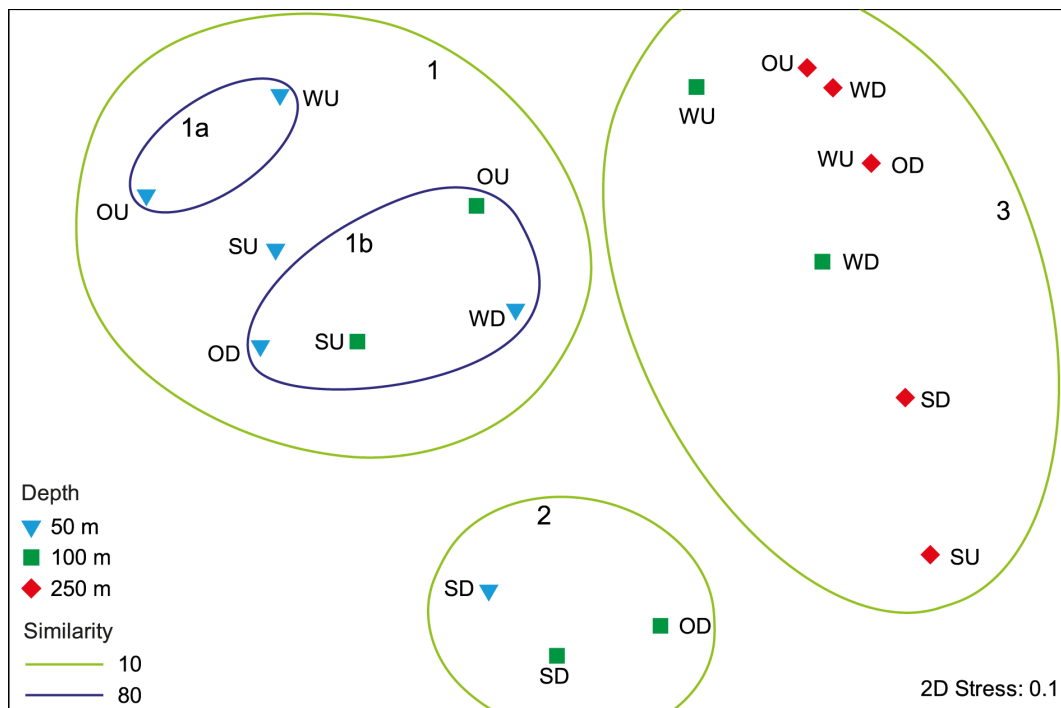 1
OU
WD
WU
1a
WU
WU
OD
OU
OU
3
SU
1b
WD
WD
OD
SU
SD
Depth
50 m
100 m
250 m
Similarity
10
80
2
SU
SD
OD
SD
2D Stress: 0.1